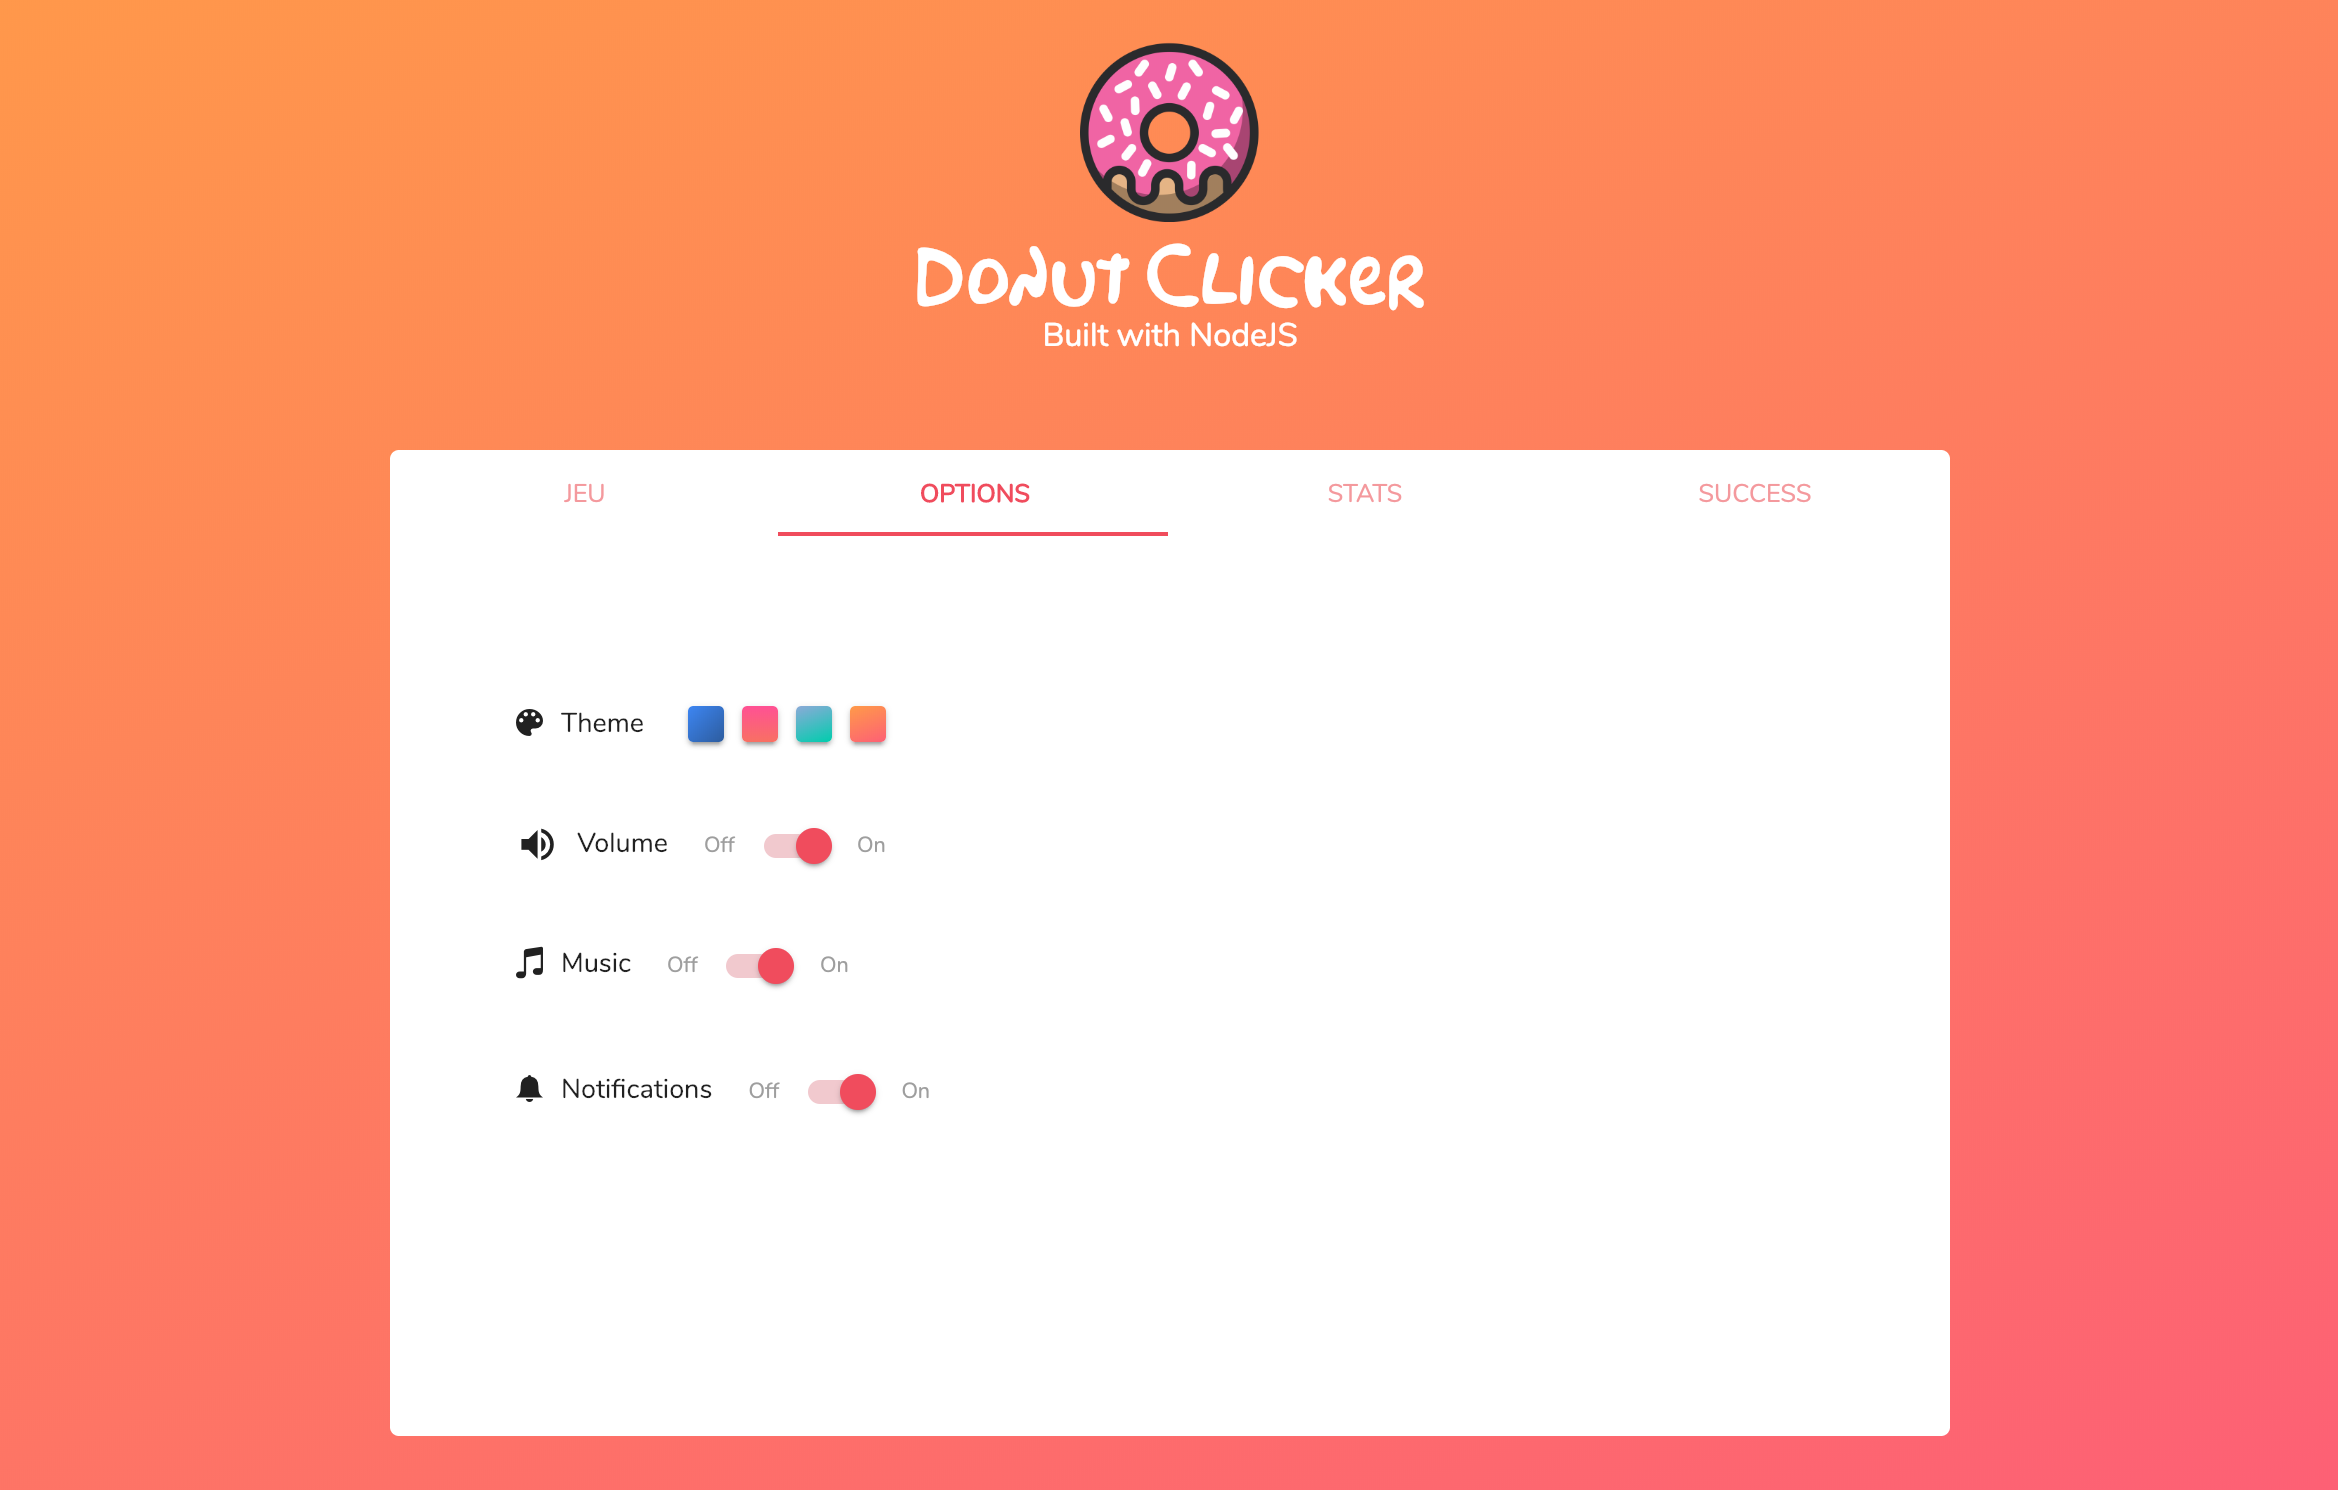 Donut Clicker
Built with NodeJS
JEU OPTIONS STATS SUCCESS
Theme
Volume Off On
Music Off On
Notifications Off On